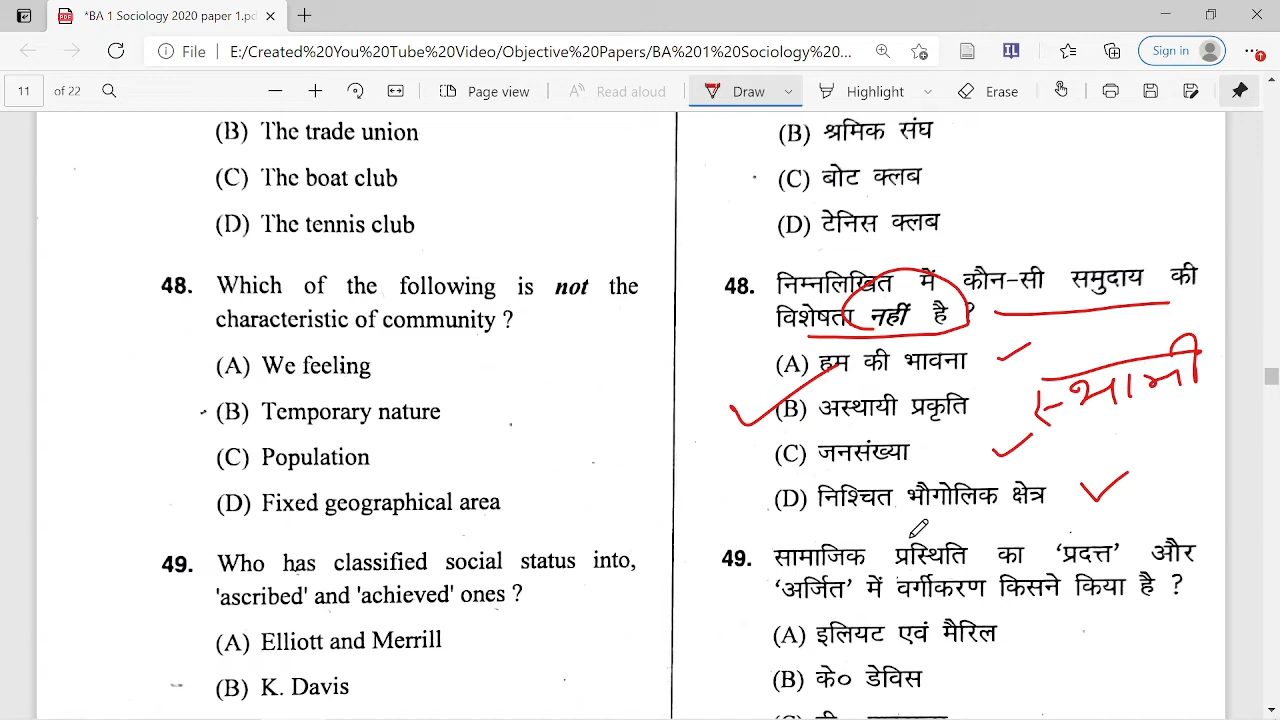 *BA 1 Sociology 2020 paper 1.pd
File E:/Created%20You%20Tube%20Video/Objective%20Papers/BA%201%20Sociology%20...
Sign in
11 of 22
Page view
Read aloud
Draw
Highlight
Erase
(B) The trade union
(C) The boat club
(D) The tennis club
48. Which of the following is not the
characteristic of community ?
(A) We feeling
(B) Temporary nature
(C) Population
(D) Fixed geographical area
49. Who has classified social status into,
'ascribed' and 'achieved' ones ?
(A) Elliott and Merrill
(B) K. Davis
(B) श्रमिक संघ
(C) बोट क्लब
(D) टेनिस क्लब
48. निम्नलिखित में कौन-सी समुदाय की
विशेषता नहीं है ?
(A) हम की भावना
(B) अस्थायी प्रकृति
स्थामी
(C) जनसंख्या
(D) निश्चित भौगोलिक क्षेत्र
49. सामाजिक प्रस्थिति का ‘प्रदत्त’ और
‘अर्जित’ में वर्गीकरण किसने किया है ?
(A) इलियट एवं मैरिल
(B) के० डेविस